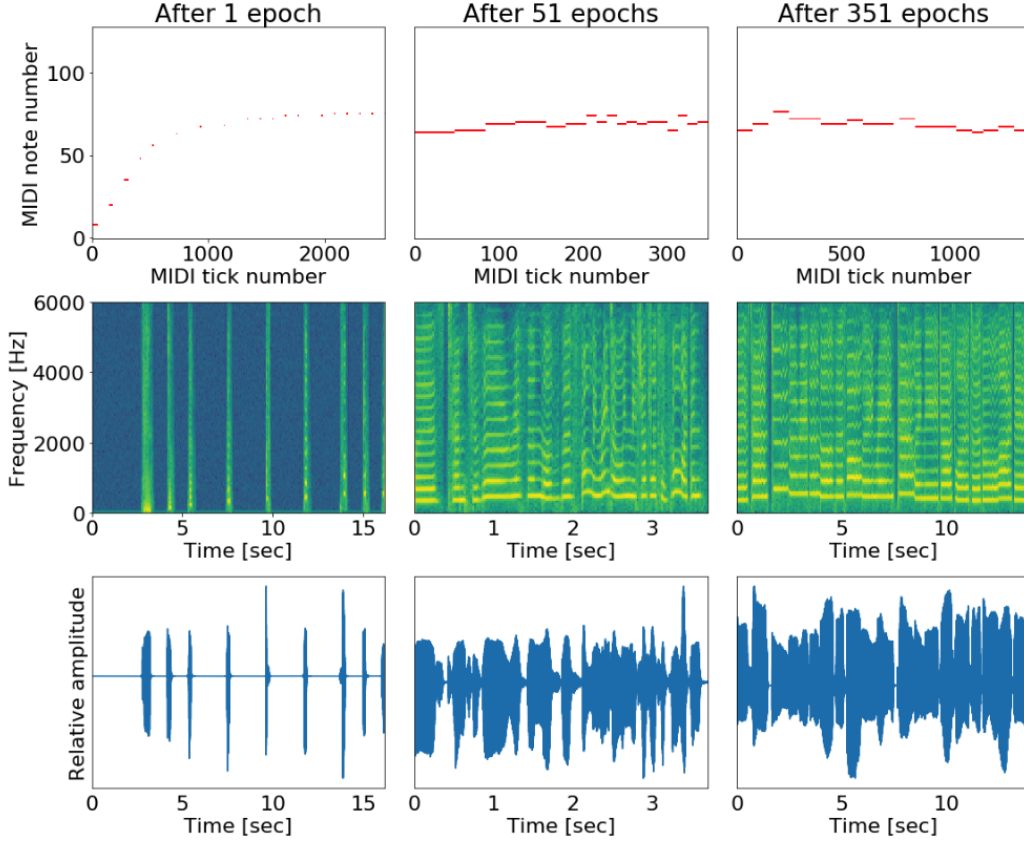 After 1 epoch
After 51 epochs
After 351 epochs
MIDI note number
100
50
0
0
1000
2000
0
100
200
300
0
500
1000
MIDI tick number
MIDI tick number
MIDI tick number
Frequency [Hz]
6000
4000
2000
0
0
5
10
15
0
1
2
3
0
5
10
Time [sec]
Time [sec]
Time [sec]
Relative amplitude
0
5
10
15
0
1
2
3
0
5
10
Time [sec]
Time [sec]
Time [sec]